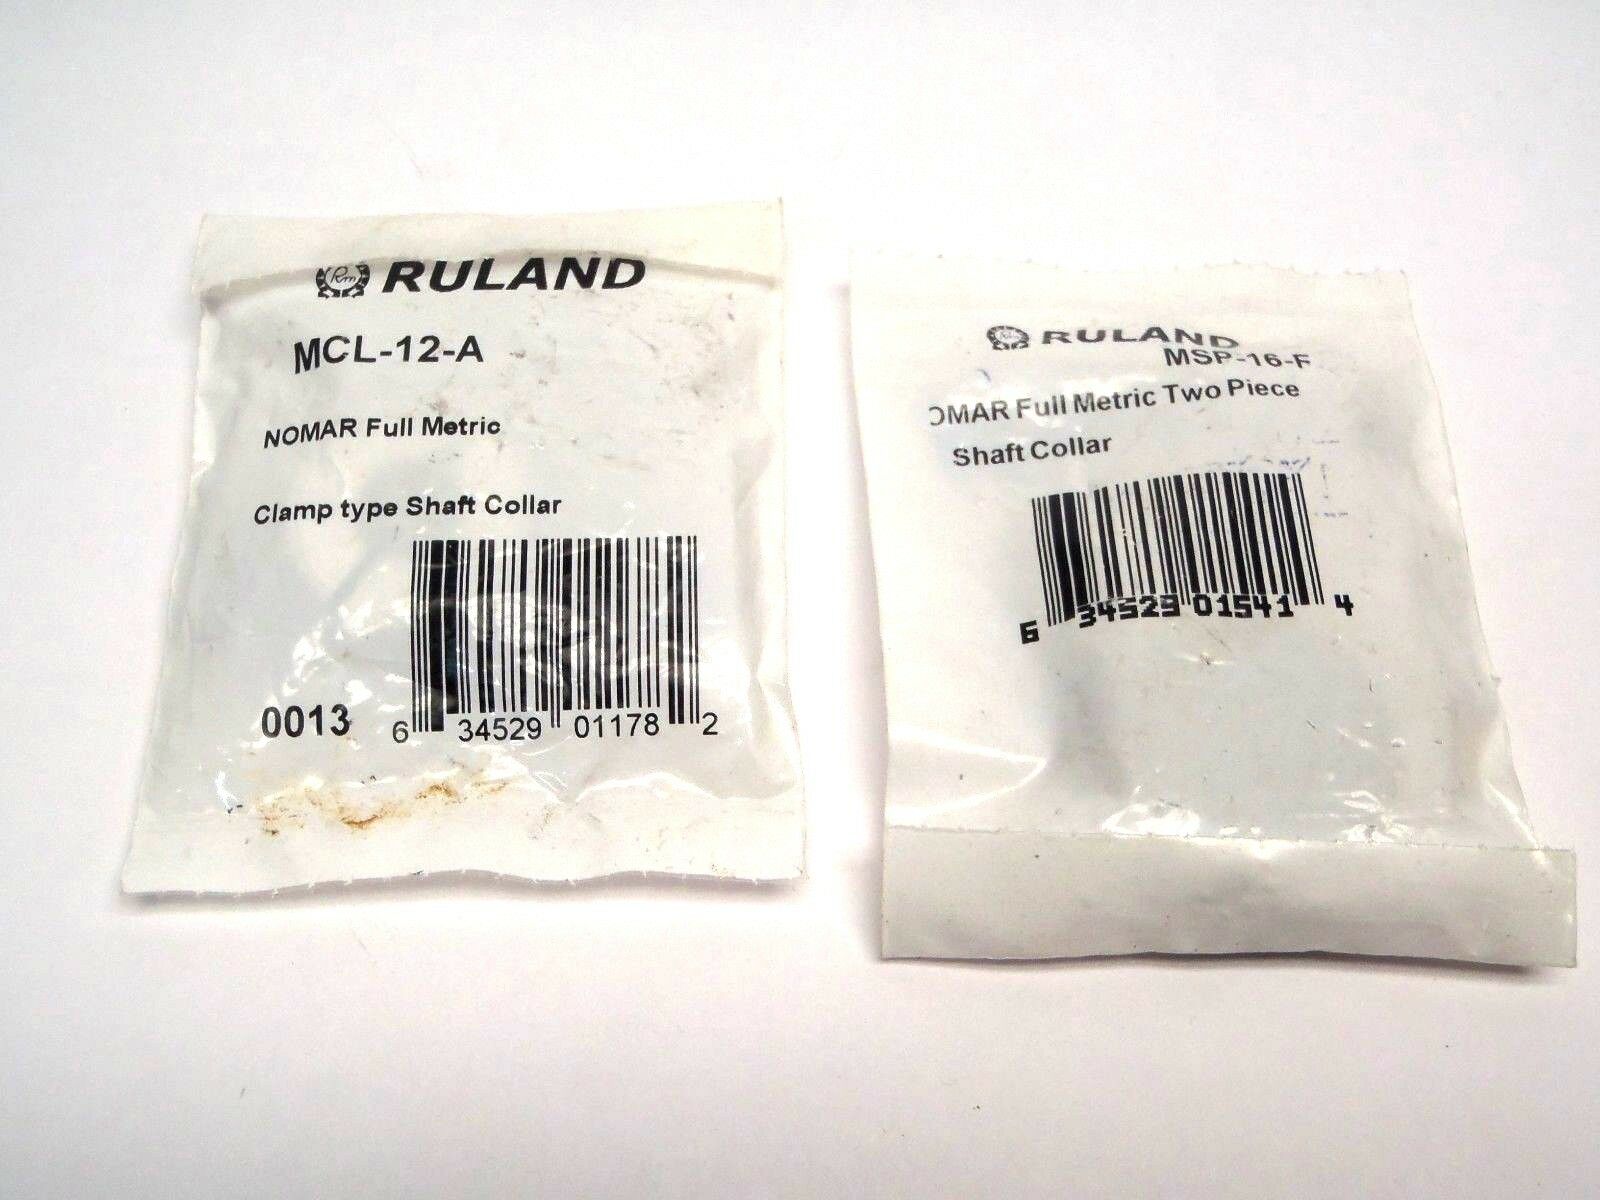 Rm RULAND
MCL-12-A
NOMAR Full Metric
Clamp type Shaft Collar
0013
6 34529 01178 2
RULAND
MSP-16-F
OMAR Full Metric Two Piece
Shaft Collar
6 34529 01541 4